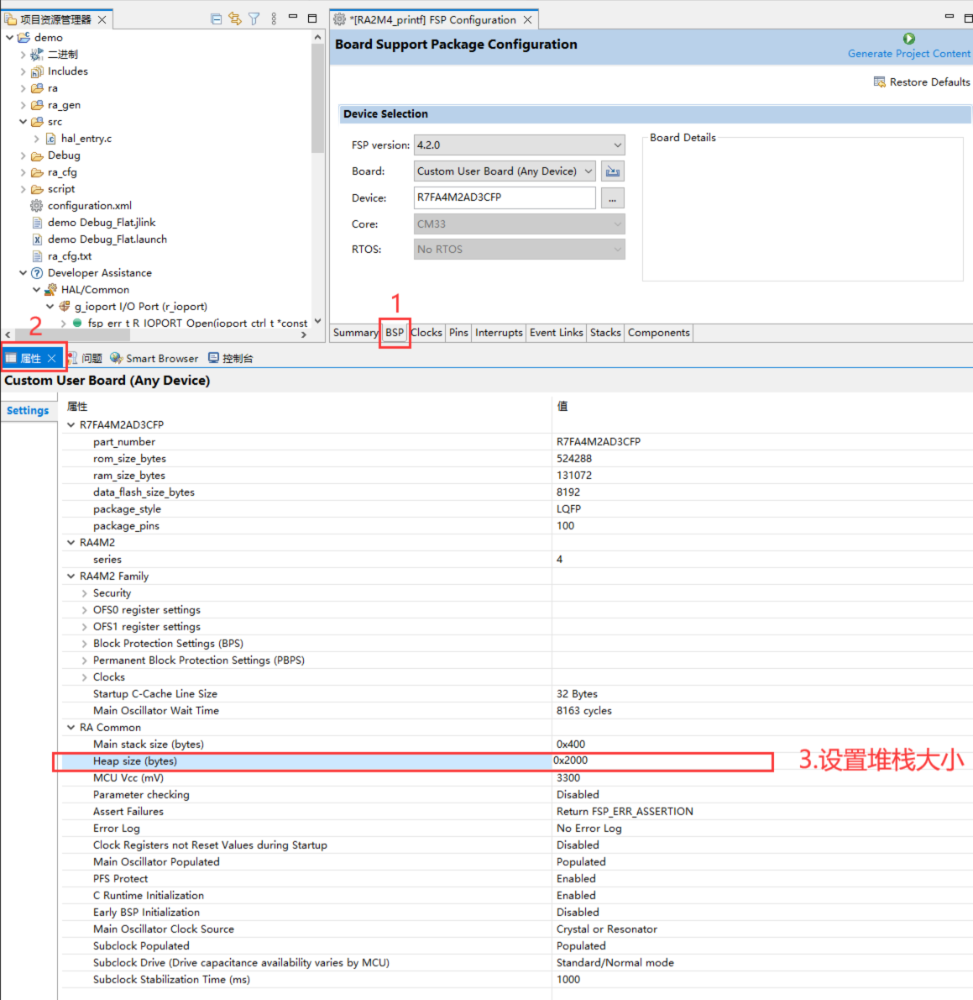 项目资源管理器
demo
二进制
Includes
ra
ra_gen
src
hal_entry.c
Debug
ra_cfg
script
configuration.xml
demo Debug_Flat.jlink
demo Debug_Flat.launch
ra_cfg.txt
Developer Assistance
HAL/Common
g_ioport I/O Port (r_ioport)
fsp_err_t R_IOPORT_Open(ioport_ctrl_t *const
*[RA2M4_printf] FSP Configuration
Board Support Package Configuration
Generate Project Content
Restore Defaults
Device Selection
FSP version: 4.2.0
Board: Custom User Board (Any Device)
Device: R7FA4M2AD3CFP ...
Core: CM33
RTOS: No RTOS
Board Details
1
Summary BSP Clocks Pins Interrupts Event Links Stacks Components
2
属性 问题 Smart Browser 控制台
Custom User Board (Any Device)
Settings
属性 值
R7FA4M2AD3CFP
part_number R7FA4M2AD3CFP
rom_size_bytes 524288
ram_size_bytes 131072
data_flash_size_bytes 8192
package_style LQFP
package_pins 100
RA4M2
series 4
RA4M2 Family
Security
OFS0 register settings
OFS1 register settings
Block Protection Settings (BPS)
Permanent Block Protection Settings (PBPS)
Clocks
Startup C-Cache Line Size 32 Bytes
Main Oscillator Wait Time 8163 cycles
RA Common
Main stack size (bytes) 0x400
Heap size (bytes) 0x2000
3.设置堆栈大小
MCU Vcc (mV) 3300
Parameter checking Disabled
Assert Failures Return FSP_ERR_ASSERTION
Error Log No Error Log
Clock Registers not Reset Values during Startup Disabled
Main Oscillator Populated Populated
PFS Protect Enabled
C Runtime Initialization Enabled
Early BSP Initialization Disabled
Main Oscillator Clock Source Crystal or Resonator
Subclock Populated Populated
Subclock Drive (Drive capacitance availability varies by MCU) Standard/Normal mode
Subclock Stabilization Time (ms) 1000